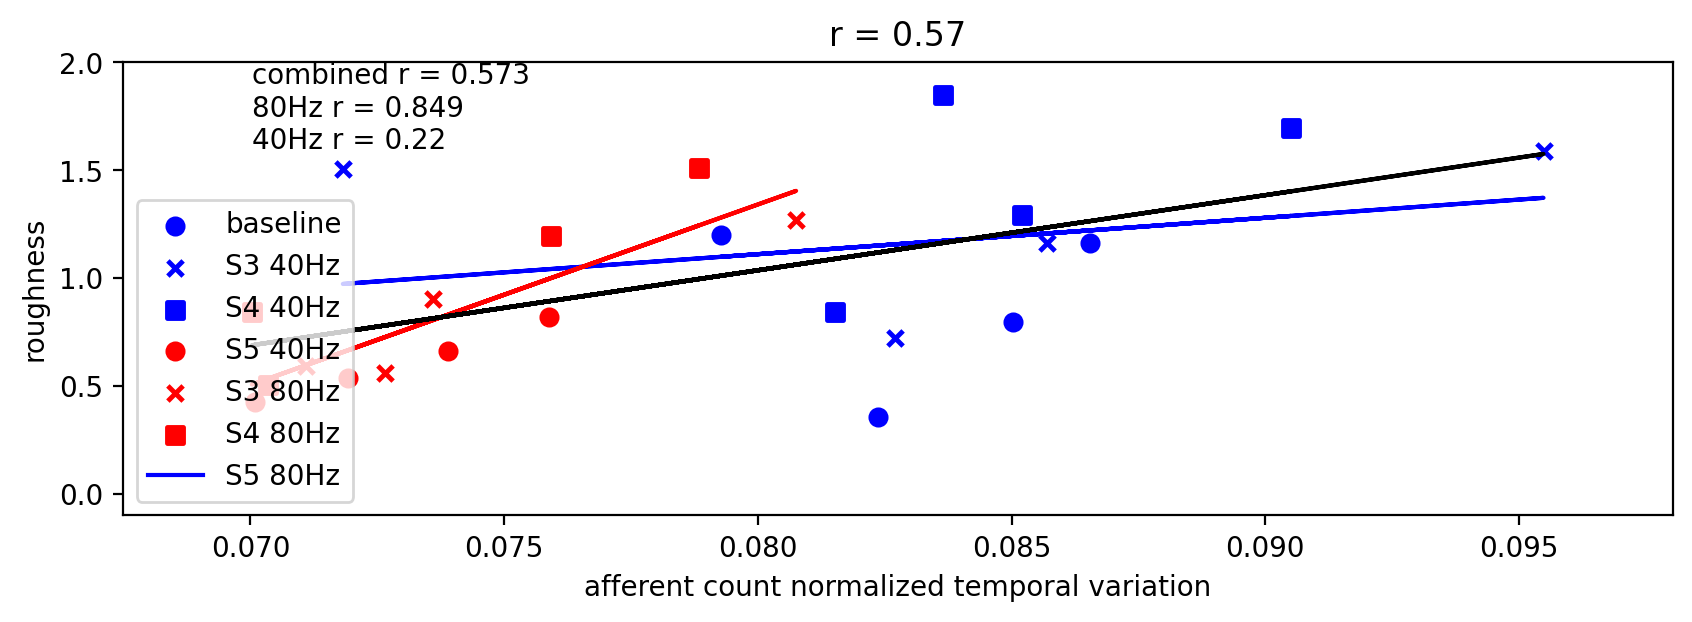 r = 0.57
combined r = 0.573
80Hz r = 0.849
40Hz r = 0.22
2.0
1.5
1.0
0.5
0.0
roughness
baseline
S3 40Hz
S4 40Hz
S5 40Hz
S3 80Hz
S4 80Hz
S5 80Hz
0.070 0.075 0.080 0.085 0.090 0.095
afferent count normalized temporal variation